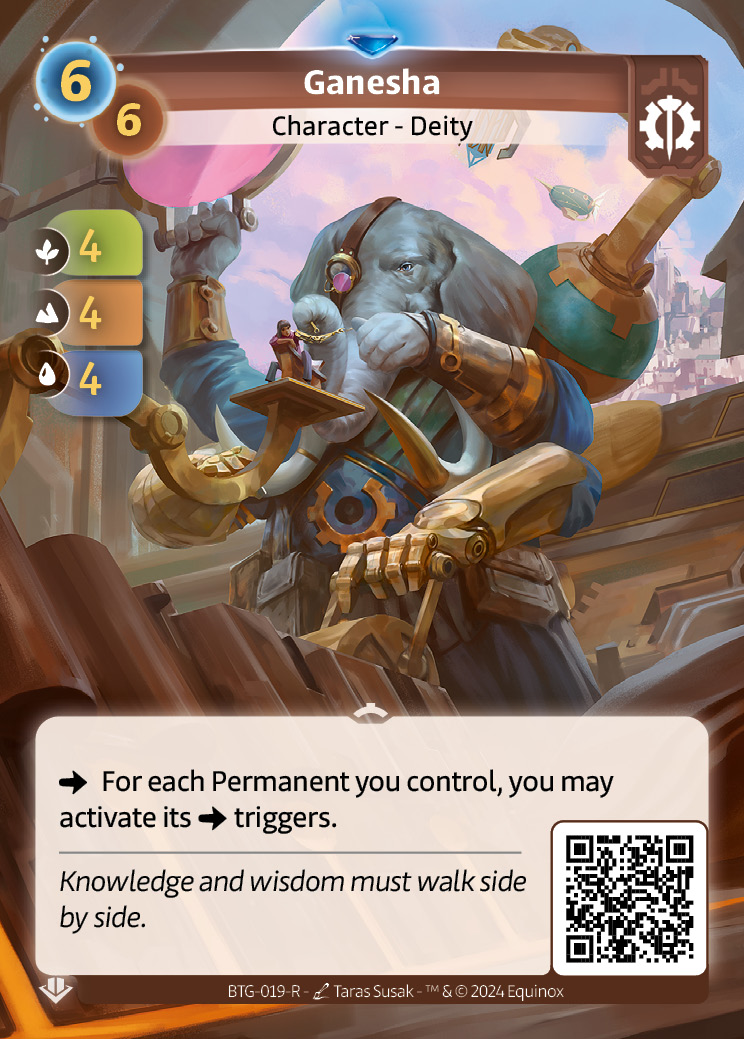 6
Ganesha
6
Character - Deity
4
4
4
For each Permanent you control, you may
activate its triggers.
Knowledge and wisdom must walk side
by side.
BTG-019-R - Taras Susak - ™ & © 2024 Equinox